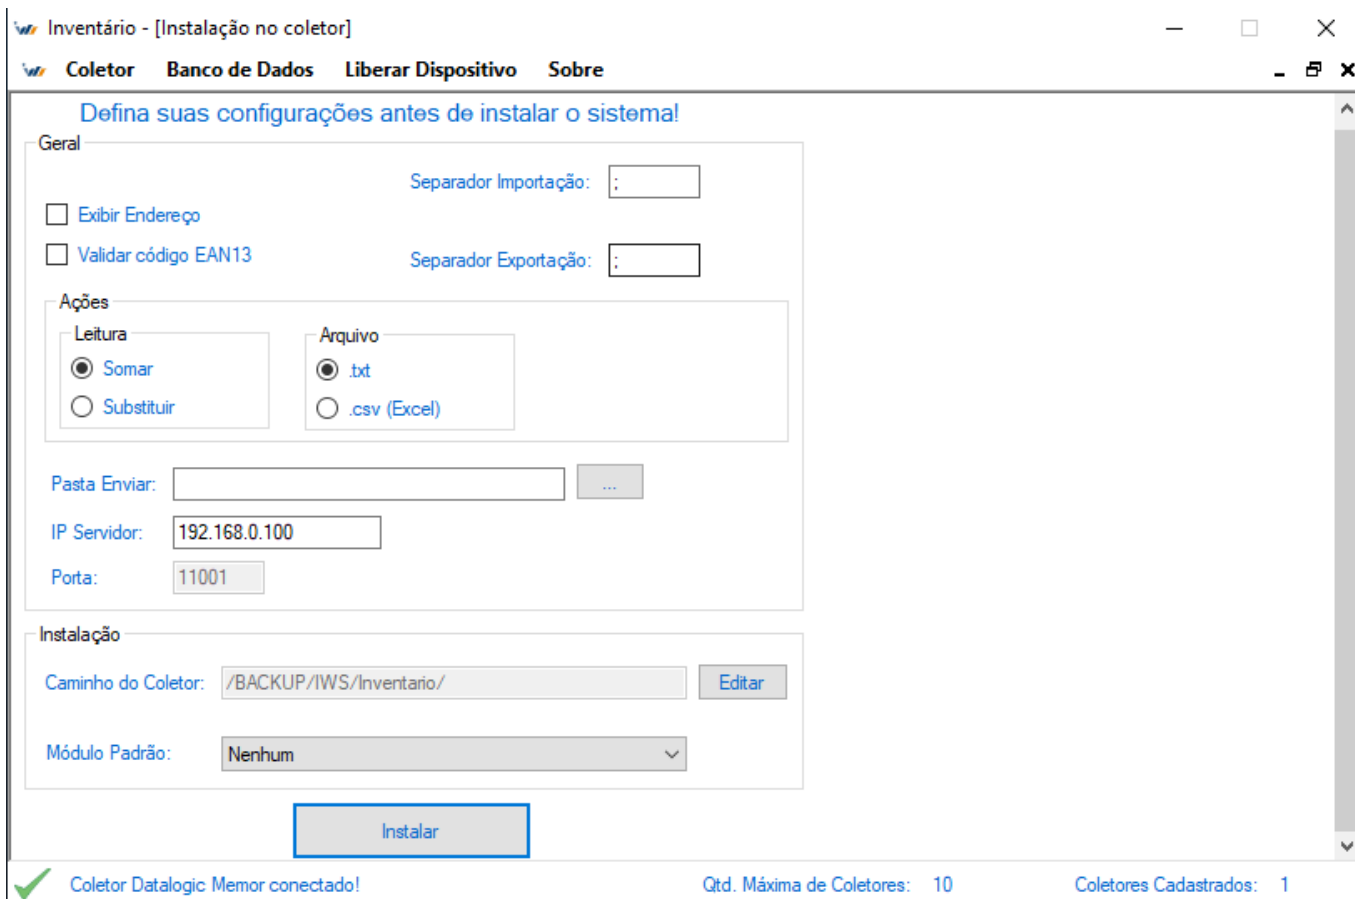 Inventário - [Instalação no coletor]
Coletor Banco de Dados Liberar Dispositivo Sobre
Defina suas configurações antes de instalar o sistema!
Geral
Separador Importação: ;
Exibir Endereço
Validar código EAN13
Separador Exportação: ;
Ações
Leitura
Somar
Substituir
Arquivo
.txt
.csv (Excel)
Pasta Enviar: ...
IP Servidor: 192.168.0.100
Porta: 11001
Instalação
Caminho do Coletor: /BACKUP/IWS/Inventario/ Editar
Módulo Padrão: Nenhum
Instalar
Coletor Datalogic Memor conectado! Qtd. Máxima de Coletores: 10 Coletores Cadastrados: 1